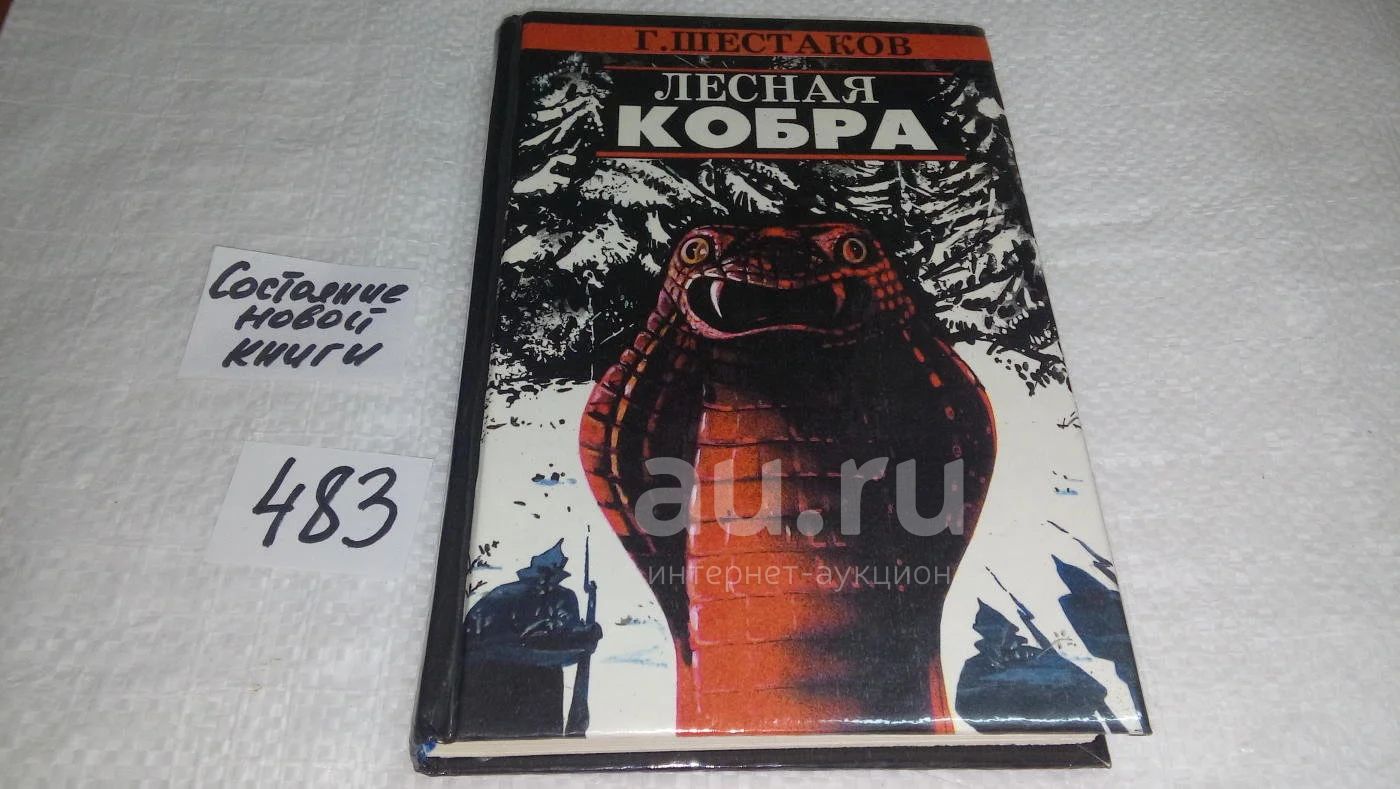 Г.ШЕСТАКОВ
ЛЕСНАЯ
КОБРА
Состояние
новой
книги
483
au.ru
интернет-аукцион